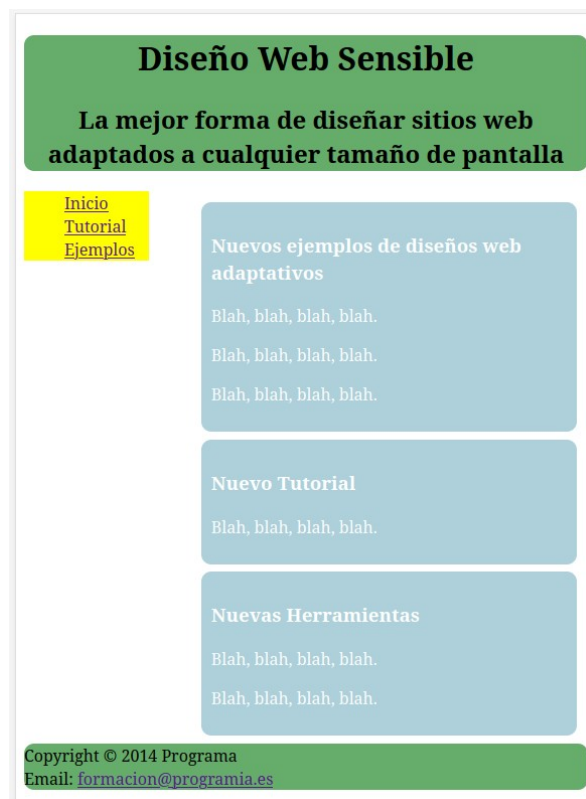 Diseño Web Sensible
La mejor forma de diseñar sitios web
adaptados a cualquier tamaño de pantalla
Inicio
Tutorial
Ejemplos
Nuevos ejemplos de diseños web
adaptativos
Blah, blah, blah, blah.
Blah, blah, blah, blah.
Blah, blah, blah, blah.
Nuevo Tutorial
Blah, blah, blah, blah.
Nuevas Herramientas
Blah, blah, blah, blah.
Blah, blah, blah, blah.
Copyright © 2014 Programa
Email: formacion@programia.es